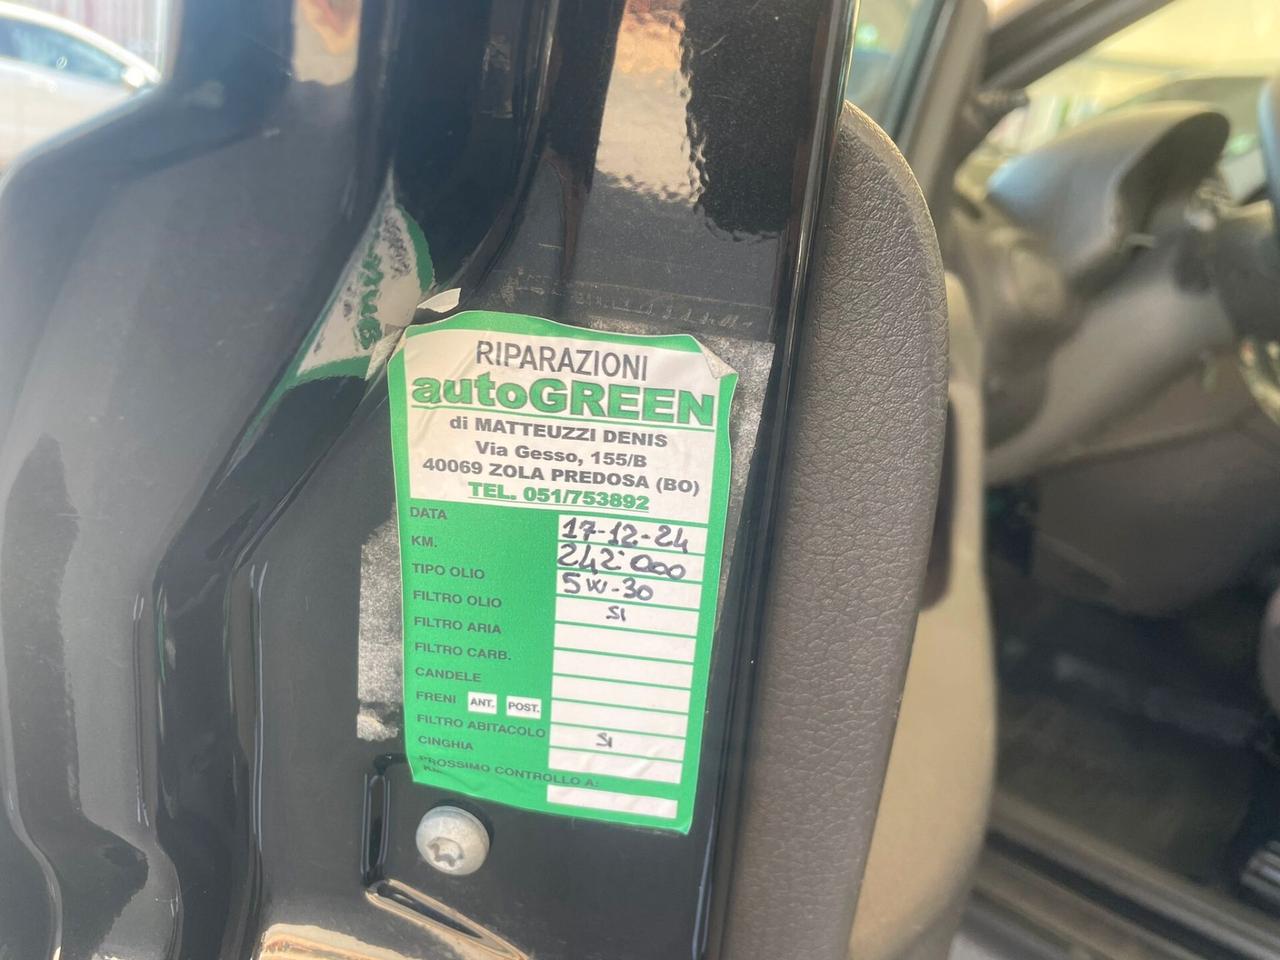 RIPARAZIONI
autoGREEN
di MATTEUZZI DENIS
Via Gesso, 155/B
40069 ZOLA PREDOSA (BO)
TEL. 051/753892
DATA 17-12-24
KM. 242'000
TIPO OLIO 5W-30
FILTRO OLIO SI
FILTRO ARIA
FILTRO CARB.
CANDELE
FRENI ANT. POST.
FILTRO ABITACOLO SI
CINGHIA
PROSSIMO CONTROLLO A: